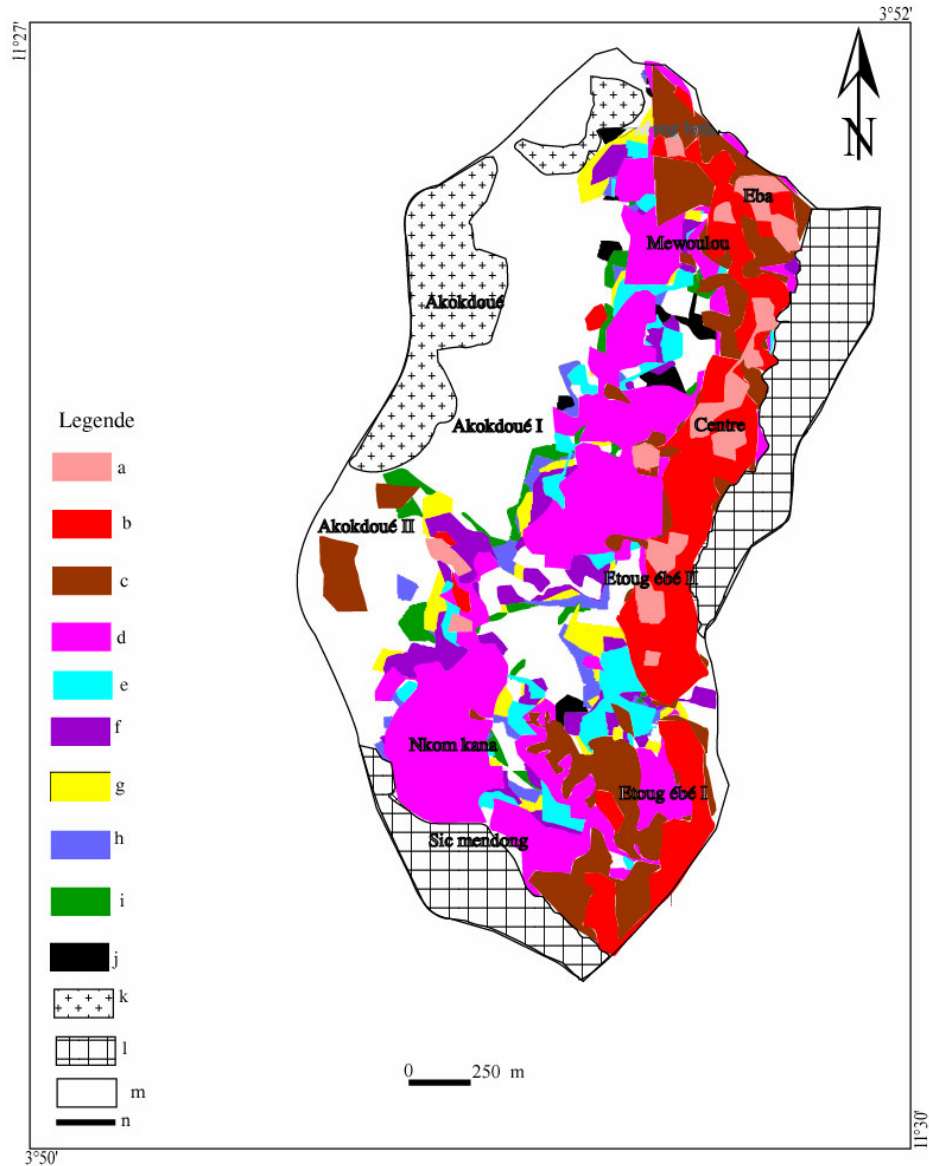 3°52'
11°27'
N
Eba
Mewoulou
Akokdoué
Legende
Akokdoué I
Centre
a
b
Akokdoué II
c
Etoug ébé II
d
e
f
Nkom kana
g
Etoug ébé I
h
Sic mendong
i
j
k
l
0 250 m
m
n
3°50'
11°30'